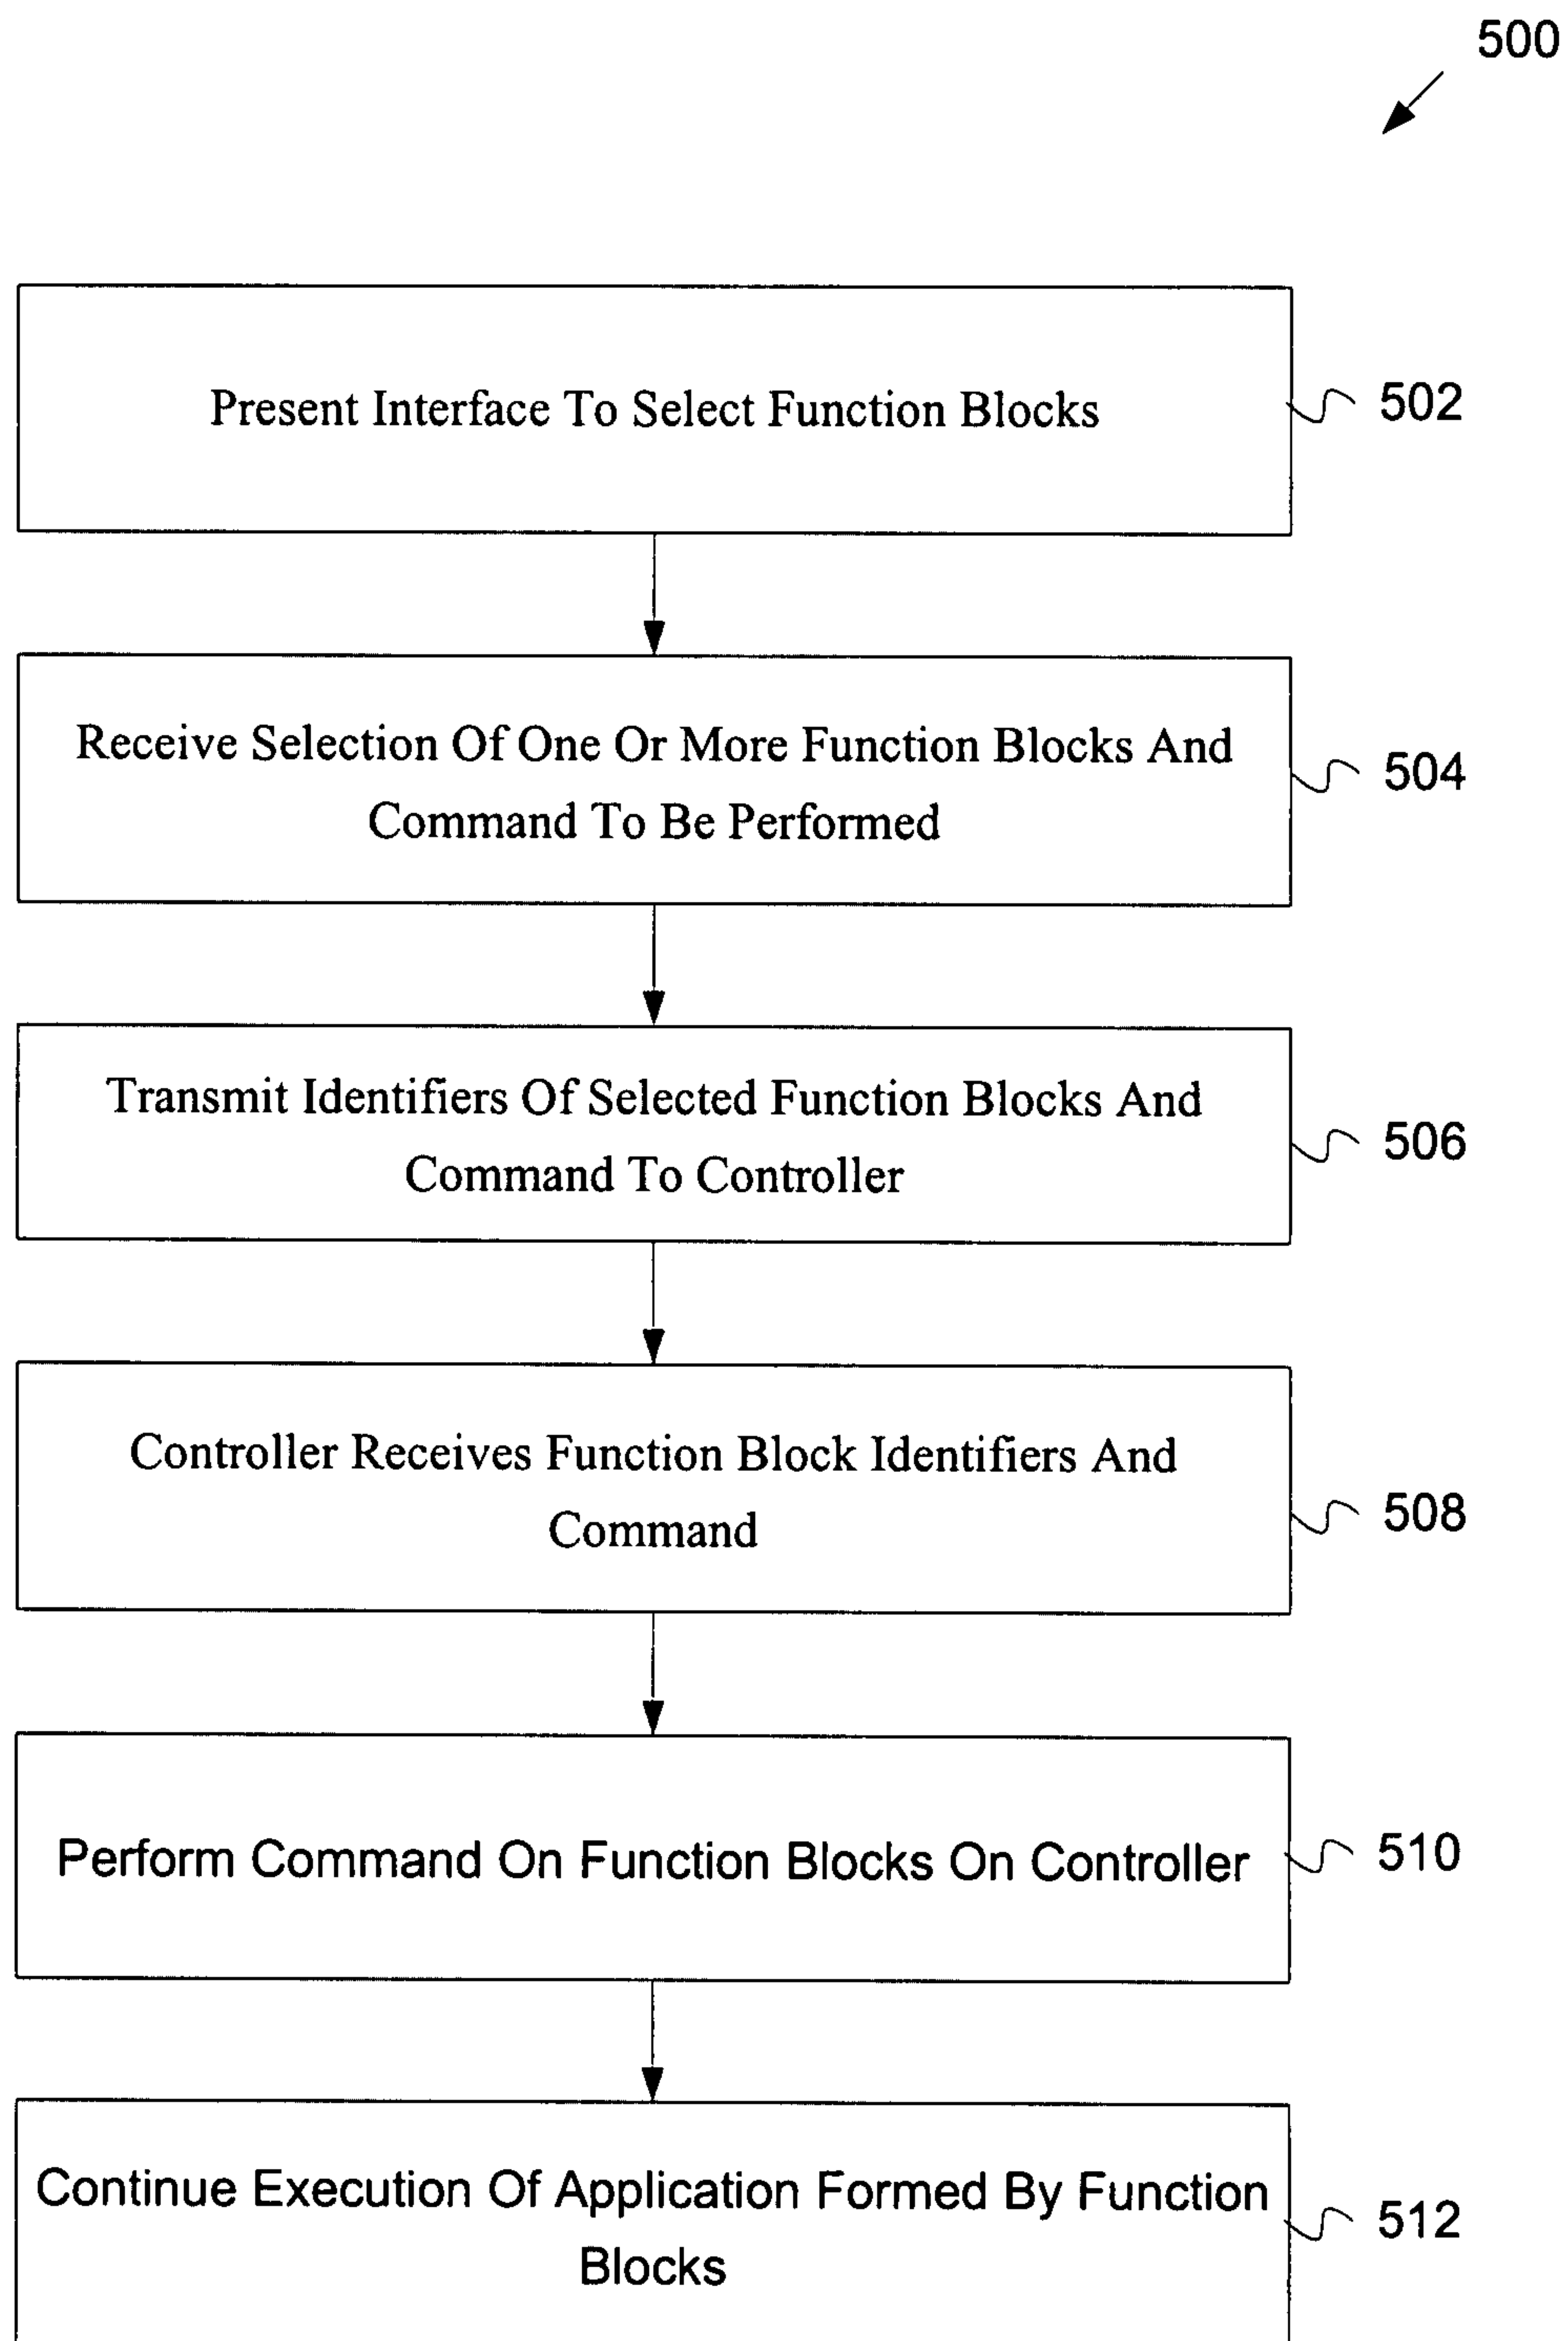 500
Present Interface To Select Function Blocks
502
Receive Selection Of One Or More Function Blocks And
Command To Be Performed
504
Transmit Identifiers Of Selected Function Blocks And
Command To Controller
506
Controller Receives Function Block Identifiers And
Command
508
Perform Command On Function Blocks On Controller
510
Continue Execution Of Application Formed By Function
Blocks
512